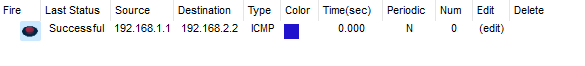 Fire Last Status Source Destination Type Color Time(sec) Periodic Num Edit Delete
Successful 192.168.1.1 192.168.2.2 ICMP 0.000 N 0 (edit)